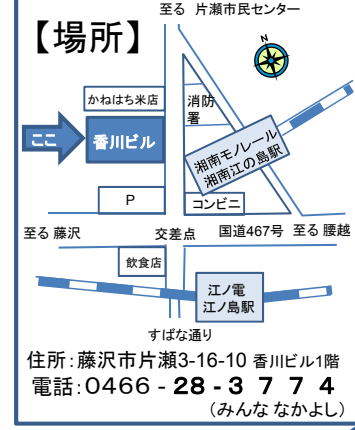 至る 片瀬市民センター
【場所】
N
かねはち米店
消防
署
ここ
香川ビル
湘南モノレール
湘南江の島駅
P
コンビニ
至る 藤沢
交差点
国道467号
至る 腰越
飲食店
江ノ電
江ノ島駅
すばな通り
住所：藤沢市片瀬3-16-10 香川ビル1階
電話：0466 - 28 - 3 7 7 4
（みんな なかよし）